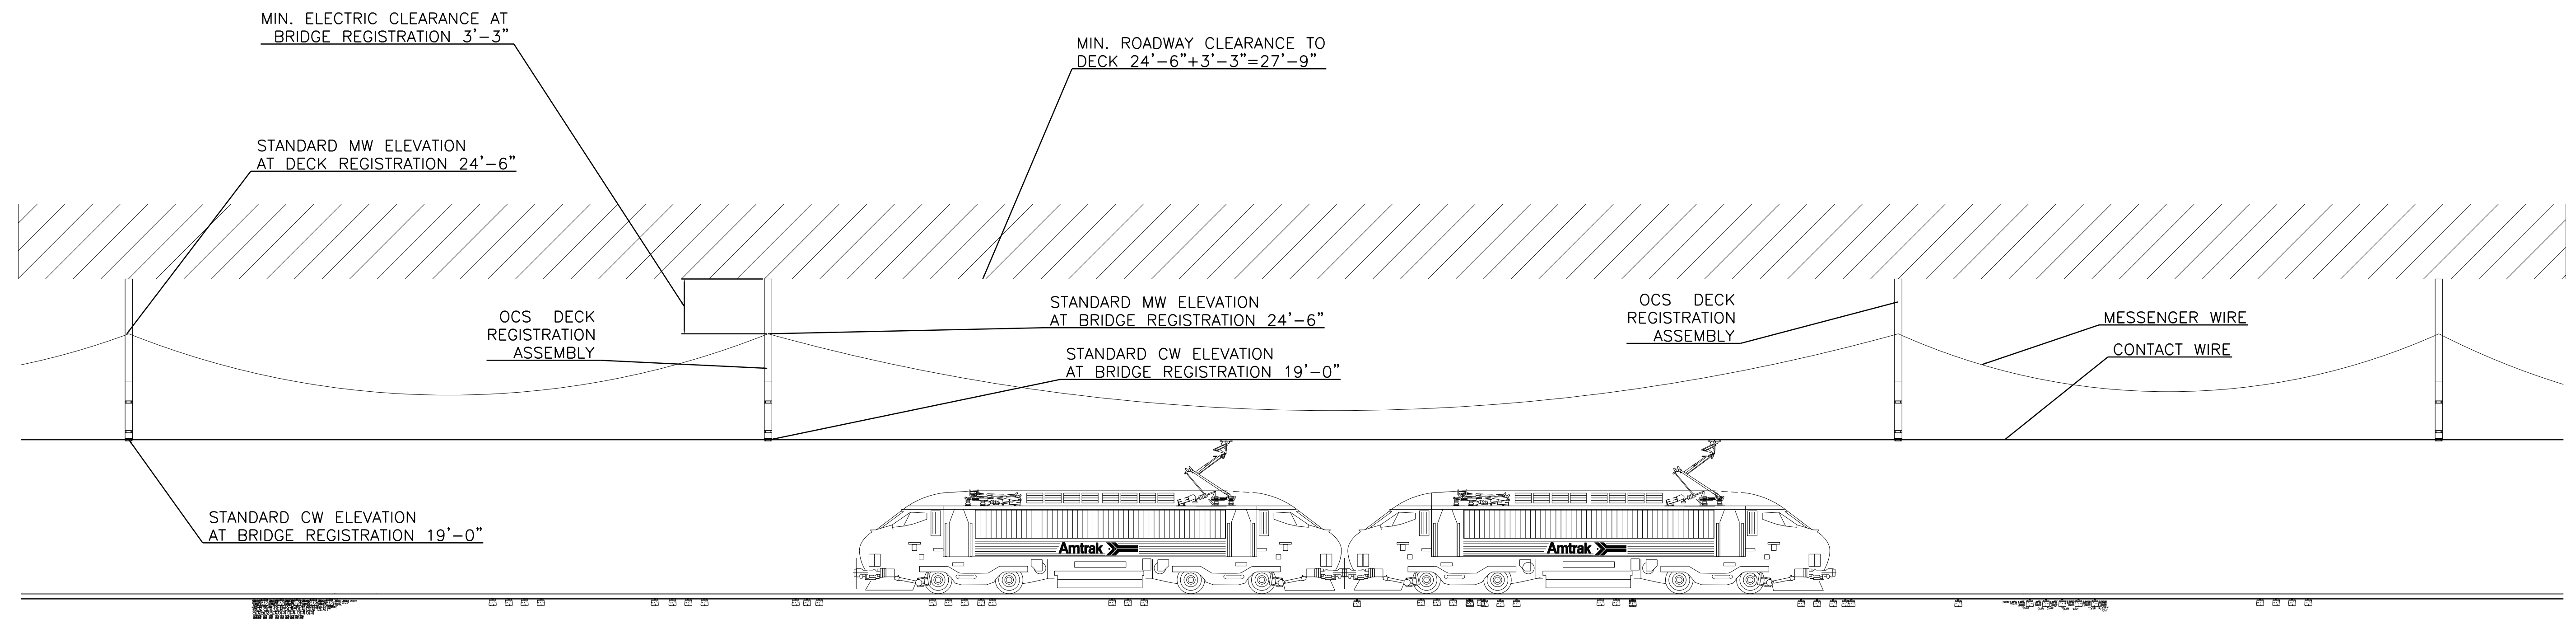 MIN. ELECTRIC CLEARANCE AT
BRIDGE REGISTRATION 3'-3"
MIN. ROADWAY CLEARANCE TO
DECK 24'-6"+3'-3"=27'-9"
STANDARD MW ELEVATION
AT DECK REGISTRATION 24'-6"
OCS DECK
REGISTRATION
ASSEMBLY
STANDARD MW ELEVATION
AT BRIDGE REGISTRATION 24'-6"
STANDARD CW ELEVATION
AT BRIDGE REGISTRATION 19'-0"
OCS DECK
REGISTRATION
ASSEMBLY
MESSENGER WIRE
CONTACT WIRE
STANDARD CW ELEVATION
AT BRIDGE REGISTRATION 19'-0"
Amtrak
Amtrak